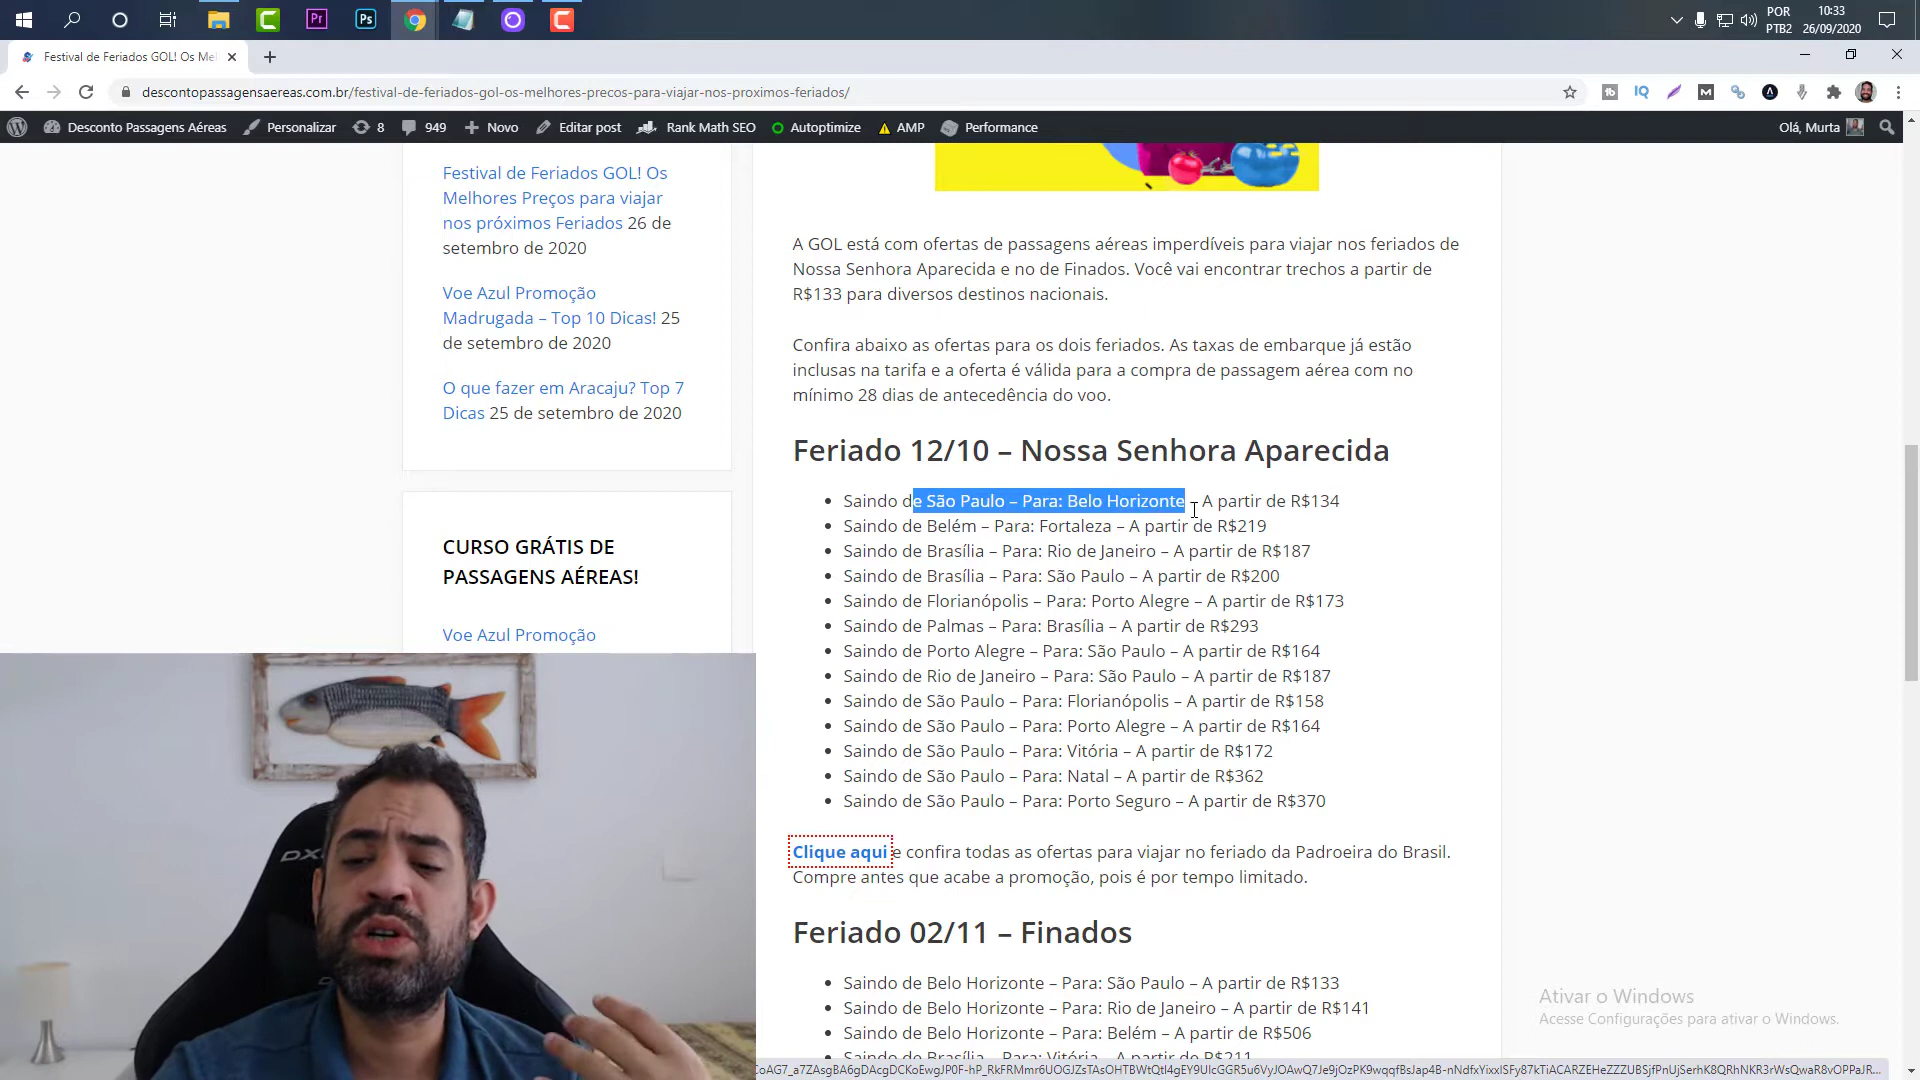 POR
PTB2
10:33
26/09/2020
Festival de Feriados GOL! Os Mel
descontopassagensaereas.com.br/festival-de-feriados-gol-os-melhores-precos-para-viajar-nos-proximos-feriados/
Desconto Passagens Aéreas
Personalizar
8
949
Novo
Editar post
Rank Math SEO
Autoptimize
AMP
Performance
Olá, Murta
Festival de Feriados GOL! Os
Melhores Preços para viajar
nos próximos Feriados 26 de
setembro de 2020
Voe Azul Promoção
Madrugada – Top 10 Dicas! 25
de setembro de 2020
O que fazer em Aracaju? Top 7
Dicas 25 de setembro de 2020
CURSO GRÁTIS DE
PASSAGENS AÉREAS!
Voe Azul Promoção
DX
A GOL está com ofertas de passagens aéreas imperdíveis para viajar nos feriados de
Nossa Senhora Aparecida e no de Finados. Você vai encontrar trechos a partir de
R$133 para diversos destinos nacionais.
Confira abaixo as ofertas para os dois feriados. As taxas de embarque já estão
inclusas na tarifa e a oferta é válida para a compra de passagem aérea com no
mínimo 28 dias de antecedência do voo.
Feriado 12/10 – Nossa Senhora Aparecida
Saindo de São Paulo – Para: Belo Horizonte – A partir de R$134
Saindo de Belém – Para: Fortaleza – A partir de R$219
Saindo de Brasília – Para: Rio de Janeiro – A partir de R$187
Saindo de Brasília – Para: São Paulo – A partir de R$200
Saindo de Florianópolis – Para: Porto Alegre – A partir de R$173
Saindo de Palmas – Para: Brasília – A partir de R$293
Saindo de Porto Alegre – Para: São Paulo – A partir de R$164
Saindo de Rio de Janeiro – Para: São Paulo – A partir de R$187
Saindo de São Paulo – Para: Florianópolis – A partir de R$158
Saindo de São Paulo – Para: Porto Alegre – A partir de R$164
Saindo de São Paulo – Para: Vitória – A partir de R$172
Saindo de São Paulo – Para: Natal – A partir de R$362
Saindo de São Paulo – Para: Porto Seguro – A partir de R$370
Clique aqui e confira todas as ofertas para viajar no feriado da Padroeira do Brasil.
Compre antes que acabe a promoção, pois é por tempo limitado.
Feriado 02/11 – Finados
Saindo de Belo Horizonte – Para: São Paulo – A partir de R$133
Saindo de Belo Horizonte – Para: Rio de Janeiro – A partir de R$141
Saindo de Belo Horizonte – Para: Belém – A partir de R$506
Saindo de Brasília – Para: Vitória – A partir de R$211
Ativar o Windows
Acesse Configurações para ativar o Windows.